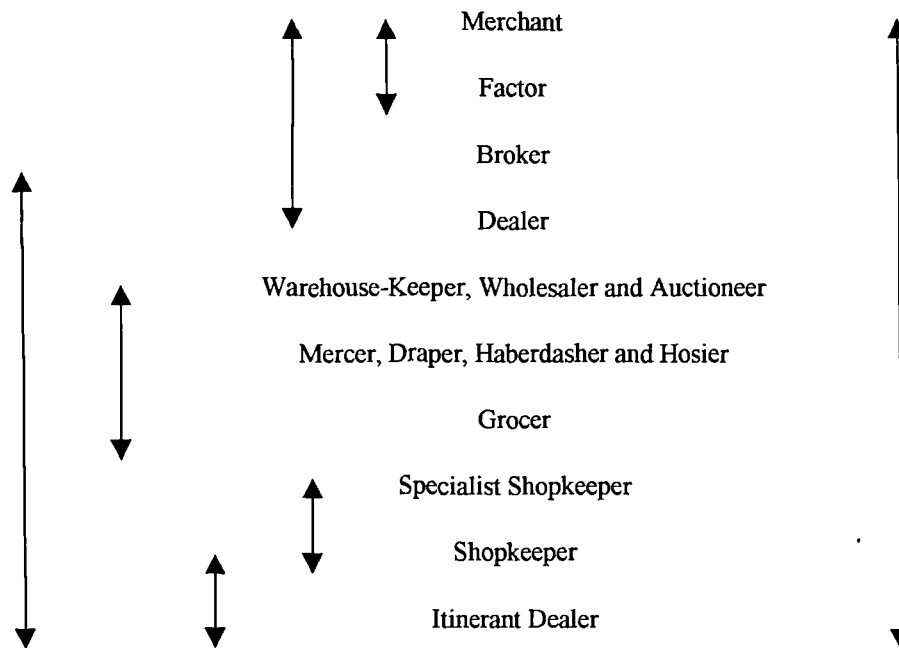 Merchant
Factor
Broker
Dealer
Warehouse-Keeper, Wholesaler and Auctioneer
Mercer, Draper, Haberdasher and Hosier
Grocer
Specialist Shopkeeper
Shopkeeper
Itinerant Dealer